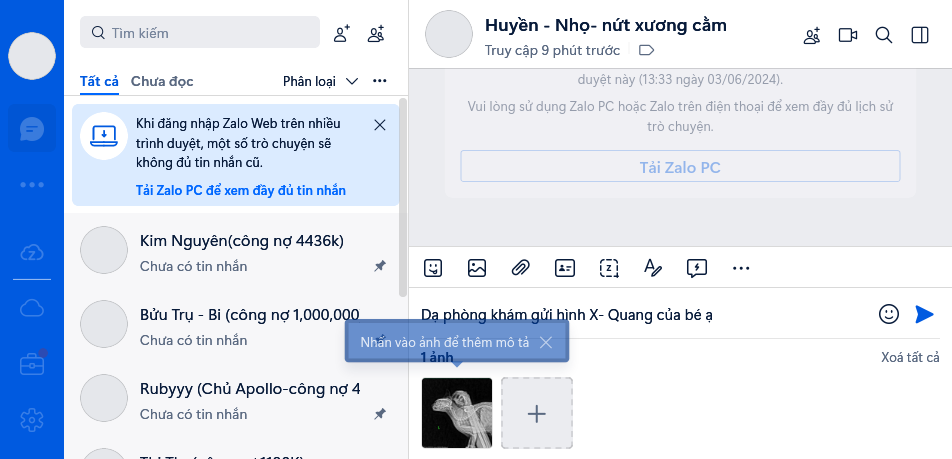 Tìm kiếm
Tất cả
Chưa đọc
Phân loại
Khi đăng nhập Zalo Web trên nhiều
trình duyệt, một số trò chuyện sẽ
không đủ tin nhắn cũ.
Tải Zalo PC để xem đầy đủ tin nhắn
Kim Nguyên(công nợ 4436k)
Chưa có tin nhắn
Bửu Trụ - Bi (công nợ 1,000,000
Chưa có tin nhắn
Rubyyy (Chủ Apollo-công nợ 4
Chưa có tin nhắn
Huyền - Nhọ- nứt xương cằm
Truy cập 9 phút trước
duyệt này (13:33 ngày 03/06/2024).
Vui lòng sử dụng Zalo PC hoặc Zalo trên điện thoại để xem đầy đủ lịch sử
trò chuyện.
Tải Zalo PC
Dạ phòng khám gửi hình X- Quang của bé ạ
Nhấn vào ảnh để thêm mô tả
1 ảnh
Xoá tất cả